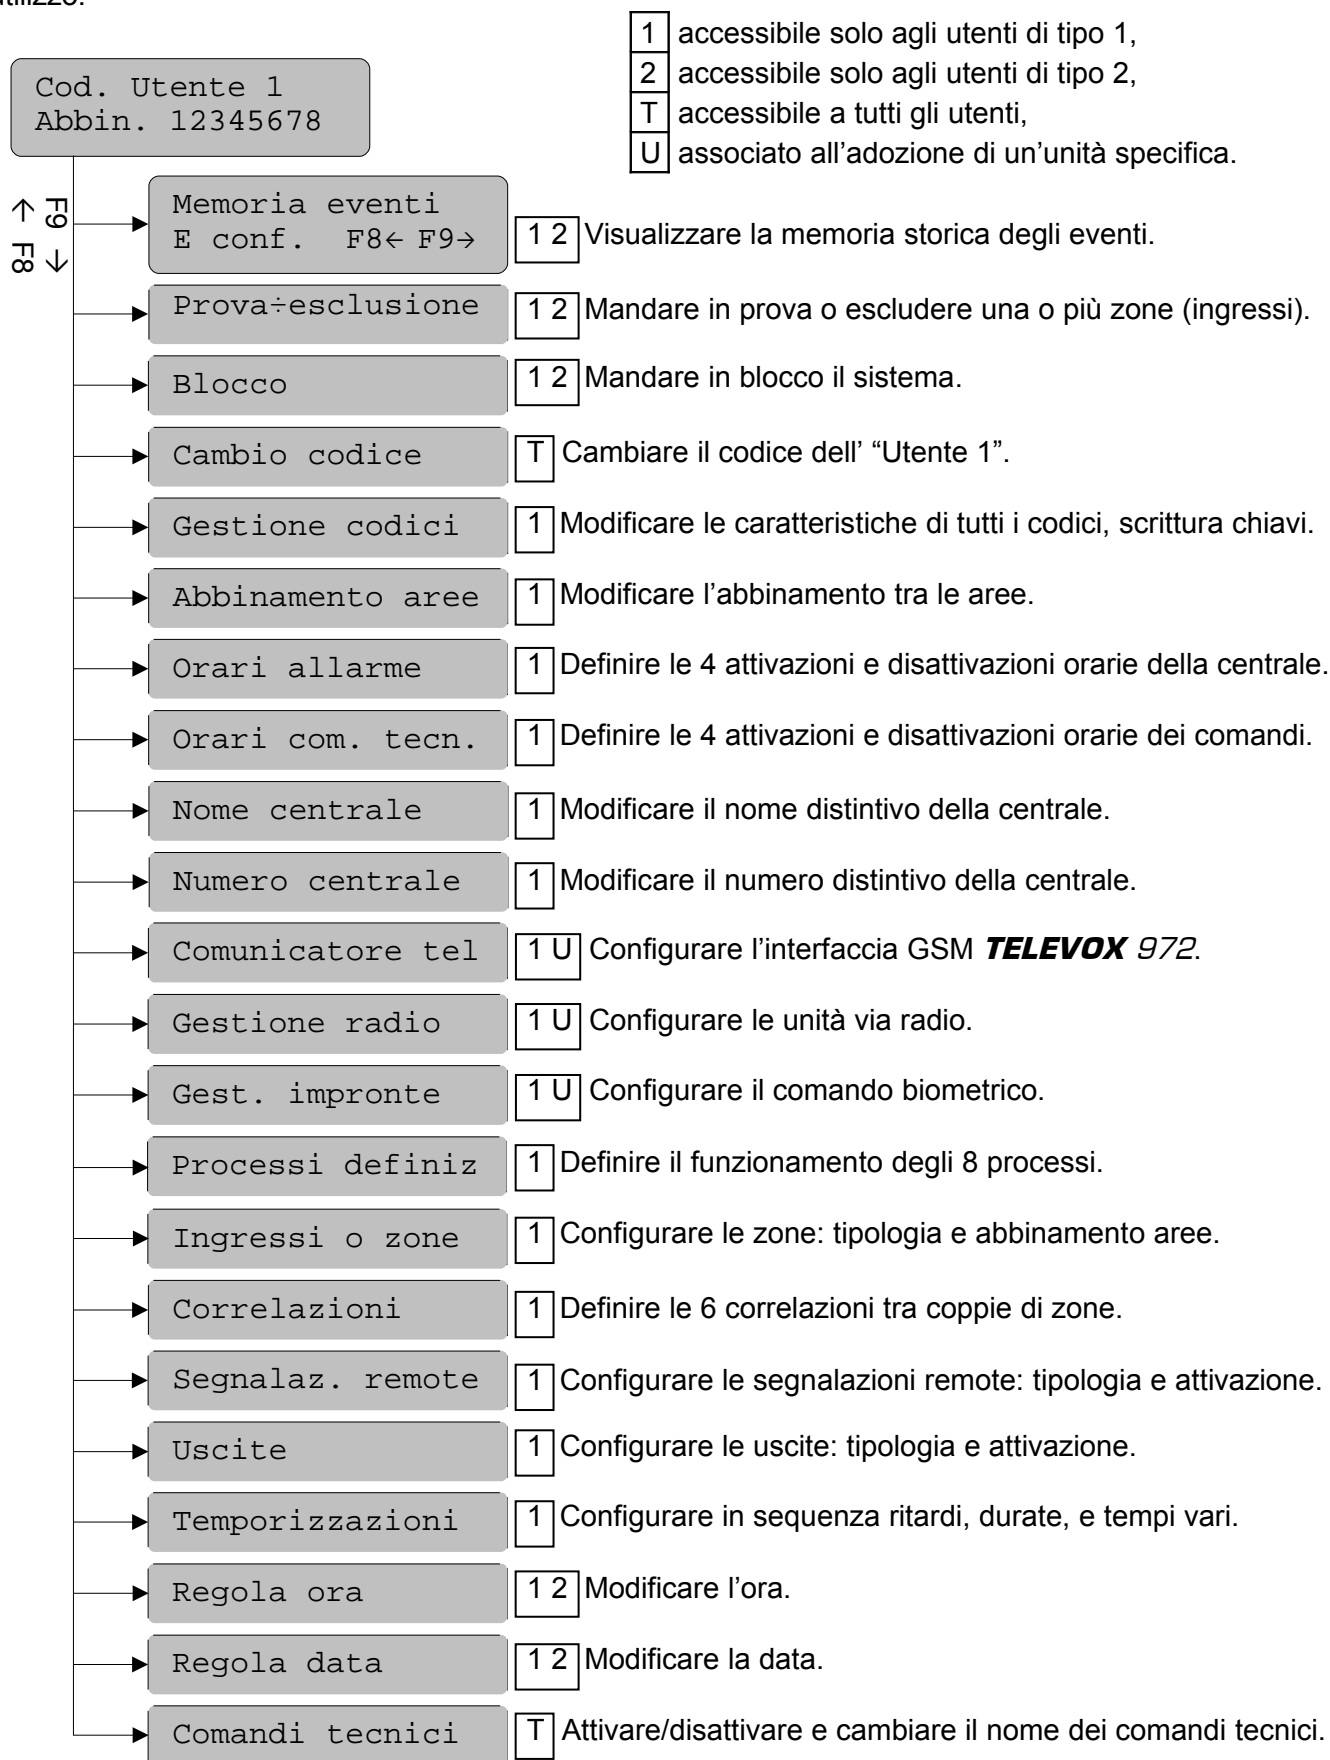 utilizzo.
1 accessibile solo agli utenti di tipo 1,
2 accessibile solo agli utenti di tipo 2,
T accessibile a tutti gli utenti,
U associato all'adozione di un'unità specifica.
Cod. Utente 1
Abbin. 12345678
F9 →
← F8
Memoria eventi
E conf. F8← F9→
1 2 Visualizzare la memoria storica degli eventi.
Prova÷esclusione
1 2 Mandare in prova o escludere una o più zone (ingressi).
Blocco
1 2 Mandare in blocco il sistema.
Cambio codice
T Cambiare il codice dell' “Utente 1”.
Gestione codici
1 Modificare le caratteristiche di tutti i codici, scrittura chiavi.
Abbinamento aree
1 Modificare l'abbinamento tra le aree.
Orari allarme
1 Definire le 4 attivazioni e disattivazioni orarie della centrale.
Orari com. tecn.
1 Definire le 4 attivazioni e disattivazioni orarie dei comandi.
Nome centrale
1 Modificare il nome distintivo della centrale.
Numero centrale
1 Modificare il numero distintivo della centrale.
Comunicatore tel
1 U Configurare l'interfaccia GSM TELEVOX 972.
Gestione radio
1 U Configurare le unità via radio.
Gest. impronte
1 U Configurare il comando biometrico.
Processi definiz
1 Definire il funzionamento degli 8 processi.
Ingressi o zone
1 Configurare le zone: tipologia e abbinamento aree.
Correlazioni
1 Definire le 6 correlazioni tra coppie di zone.
Segnalaz. remote
1 Configurare le segnalazioni remote: tipologia e attivazione.
Uscite
1 Configurare le uscite: tipologia e attivazione.
Temporizzazioni
1 Configurare in sequenza ritardi, durate, e tempi vari.
Regola ora
1 2 Modificare l'ora.
Regola data
1 2 Modificare la data.
Comandi tecnici
T Attivare/disattivare e cambiare il nome dei comandi tecnici.